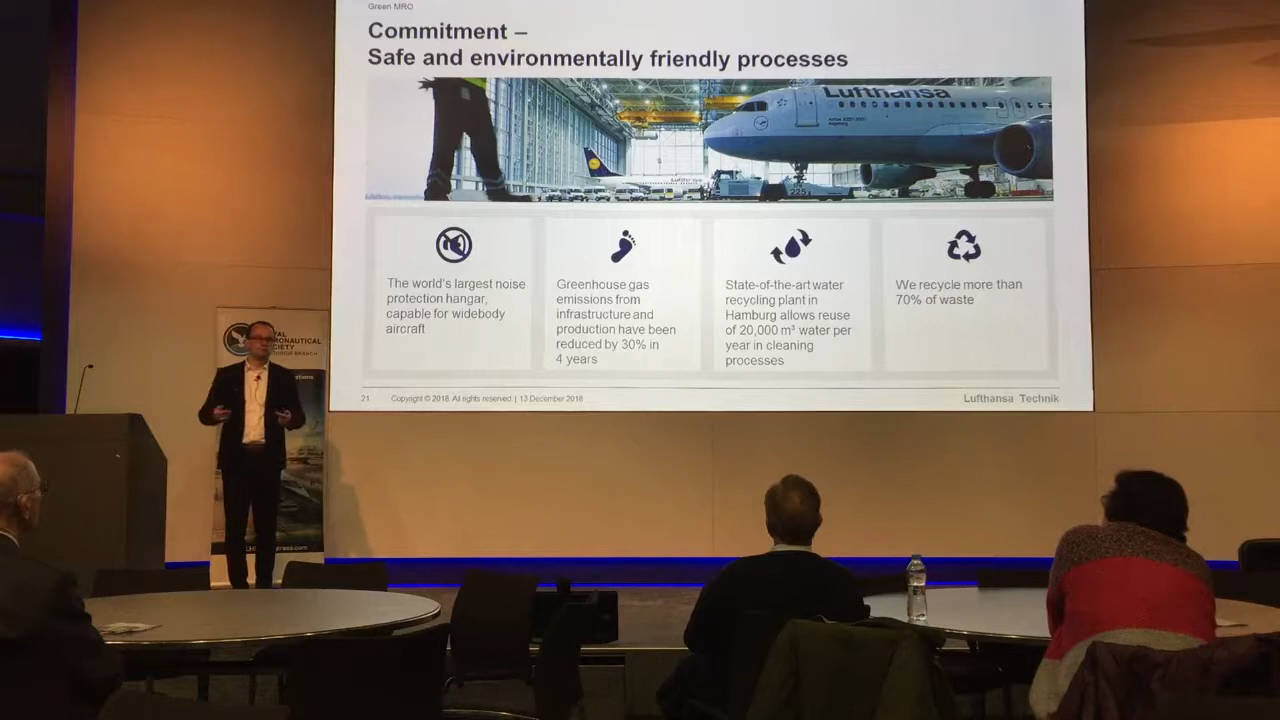 Green MRO
Commitment –
Safe and environmentally friendly processes
Lufthansa
Lufthansa
225
The world's largest noise
protection hangar,
capable for widebody
aircraft
Greenhouse gas
emissions from
infrastructure and
production have been
reduced by 30% in
4 years
State-of-the-art water
recycling plant in
Hamburg allows reuse
of 20,000 m³ water per
year in cleaning
processes
We recycle more than
70% of waste
21 Copyright © 2018. All rights reserved. | 13 December 2018
Lufthansa Technik